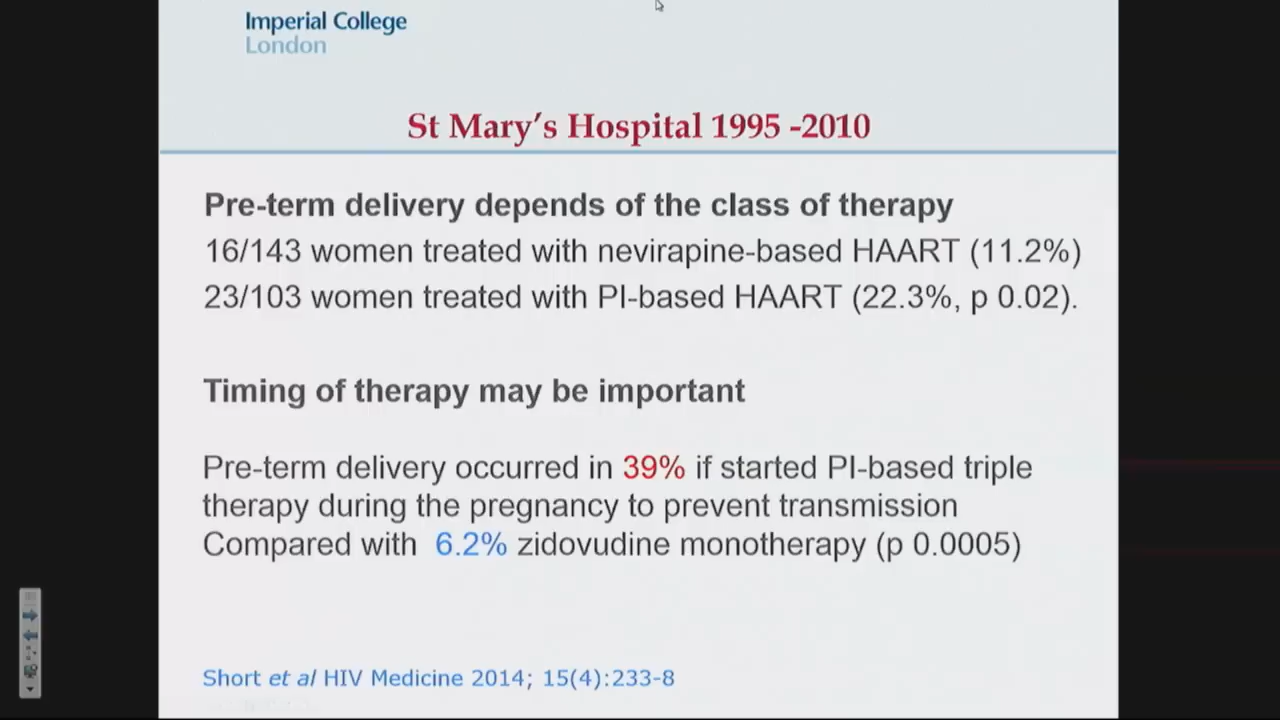 Imperial College
London
St Mary's Hospital 1995 -2010
Pre-term delivery depends of the class of therapy
16/143 women treated with nevirapine-based HAART (11.2%)
23/103 women treated with PI-based HAART (22.3%, p 0.02).
Timing of therapy may be important
Pre-term delivery occurred in 39% if started PI-based triple
therapy during the pregnancy to prevent transmission
Compared with 6.2% zidovudine monotherapy (p 0.0005)
Short et al HIV Medicine 2014; 15(4):233-8